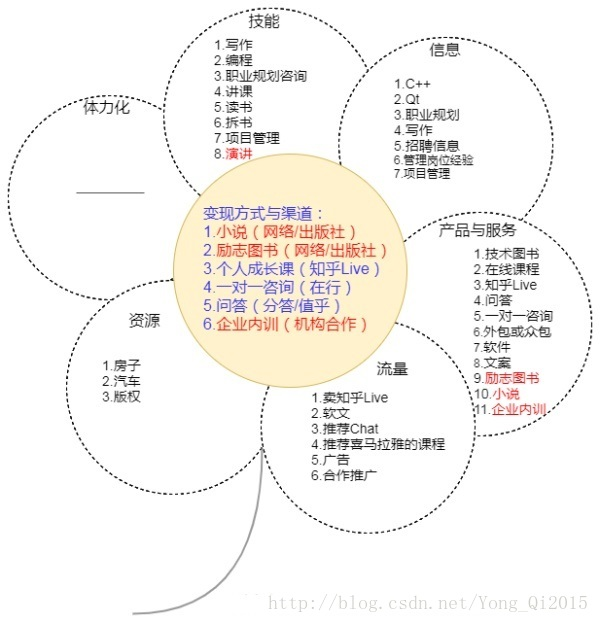 技能
1.写作
2.编程
3.职业规划咨询
4.讲课
5.读书
6.拆书
7.项目管理
8.演讲
信息
1.C++
2.Qt
3.职业规划
4.写作
5.招聘信息
6.管理岗位经验
7.项目管理
体力化
变现方式与渠道：
1.小说（网络/出版社）
2.励志图书（网络/出版社）
3.个人成长课（知乎Live）
4.一对一咨询（在行）
5.问答（分答/值乎）
6.企业内训（机构合作）
产品与服务
1.技术图书
2.在线课程
3.知乎Live
4.问答
5.一对一咨询
6.外包或众包
7.软件
8.文案
9.励志图书
10.小说
11.企业内训
资源
1.房子
2.汽车
3.版权
流量
1.卖知乎Live
2.软文
3.推荐Chat
4.推荐喜马拉雅的课程
5.广告
6.合作推广
http://blog.csdn.net/Yong_Qi2015